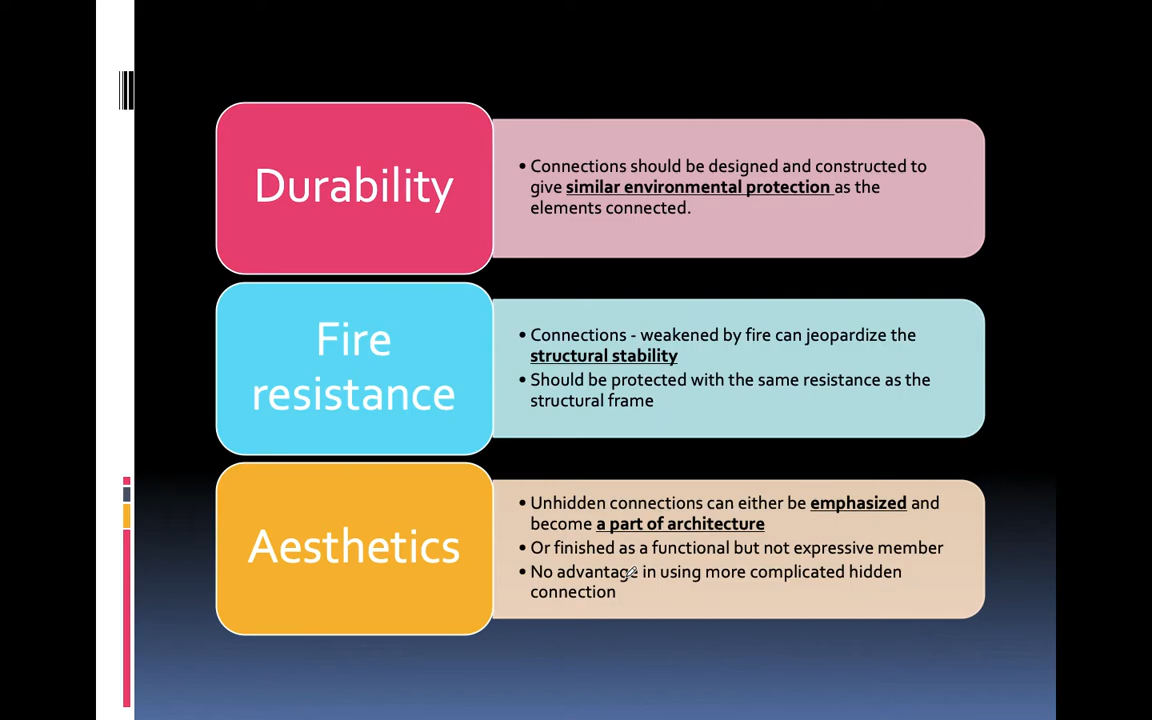 Durability
• Connections should be designed and constructed to
give similar environmental protection as the
elements connected.
Fire
resistance
• Connections - weakened by fire can jeopardize the
structural stability
• Should be protected with the same resistance as the
structural frame
Aesthetics
• Unhidden connections can either be emphasized and
become a part of architecture
• Or finished as a functional but not expressive member
• No advantage in using more complicated hidden
connection